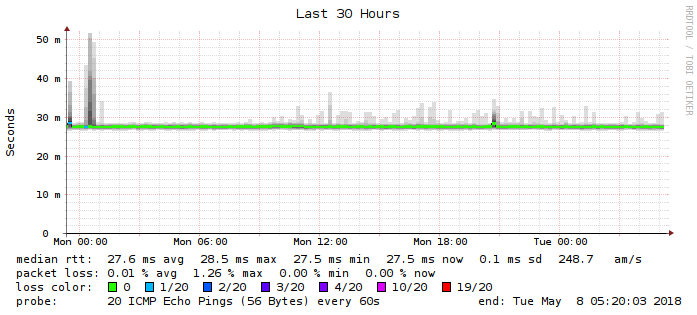 Last 30 Hours
RRDTOOL / TOBI OETIKER
Seconds
50 m
40 m
30 m
20 m
10 m
0
Mon 00:00 Mon 06:00 Mon 12:00 Mon 18:00 Tue 00:00
median rtt: 27.6 ms avg 28.5 ms max 27.5 ms min 27.5 ms now 0.1 ms sd 248.7 am/s
packet loss: 0.01 % avg 1.26 % max 0.00 % min 0.00 % now
loss color: 0 1/20 2/20 3/20 4/20 10/20 19/20
probe: 20 ICMP Echo Pings (56 Bytes) every 60s end: Tue May 8 05:20:03 2018